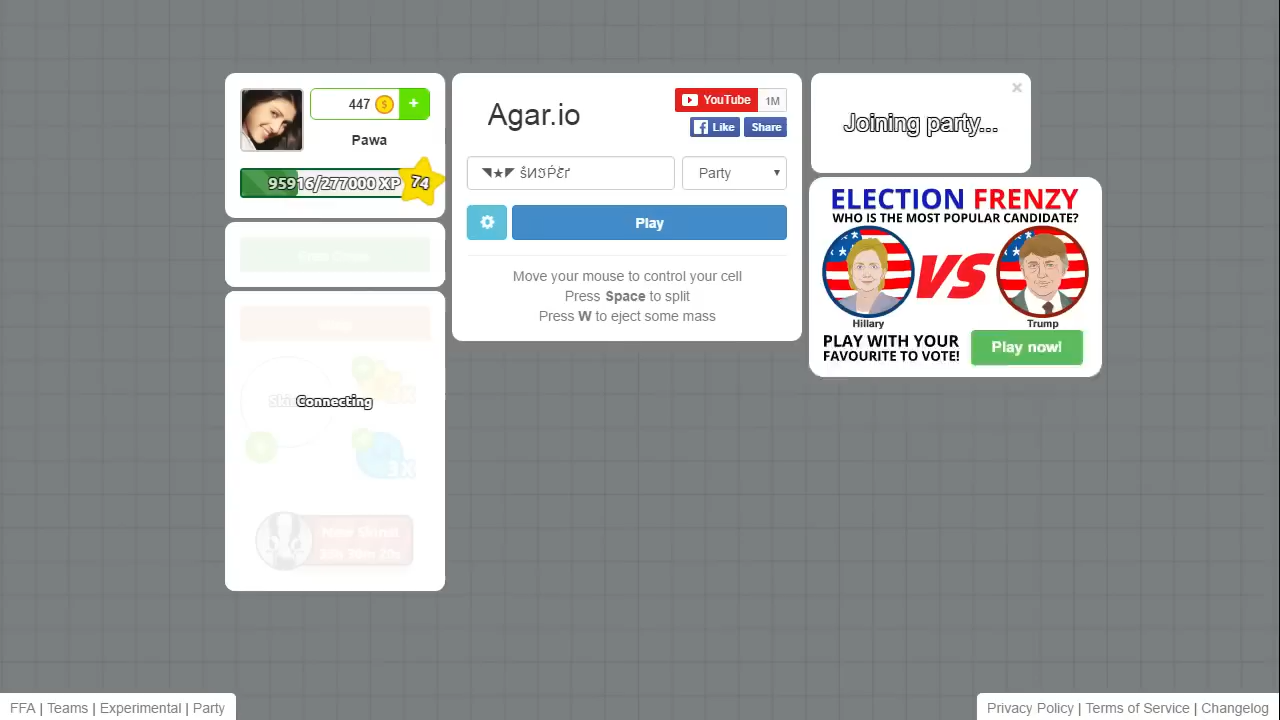 447
+
Pawa
95916/277000 XP
74
Connecting
Agar.io
YouTube
1M
Like
Share
Party
Play
Move your mouse to control your cell
Press Space to split
Press W to eject some mass
Joining party...
×
ELECTION FRENZY
WHO IS THE MOST POPULAR CANDIDATE?
VS
Hillary
Trump
PLAY WITH YOUR
FAVOURITE TO VOTE!
Play now!
FFA | Teams | Experimental | Party
Privacy Policy | Terms of Service | Changelog